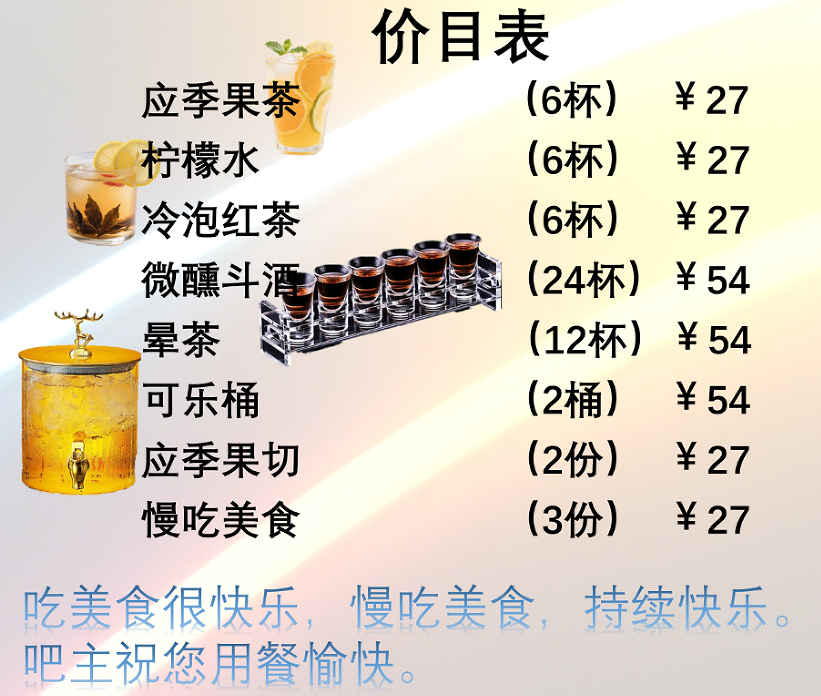 价目表
应季果茶 (6杯) ¥ 27
柠檬水 (6杯) ¥ 27
冷泡红茶 (6杯) ¥ 27
微醺斗酒 (24杯) ¥ 54
晕茶 (12杯) ¥ 54
可乐桶 (2桶) ¥ 54
应季果切 (2份) ¥ 27
慢吃美食 (3份) ¥ 27
吃美食很快乐，慢吃美食，持续快乐。
吧主祝您用餐愉快。